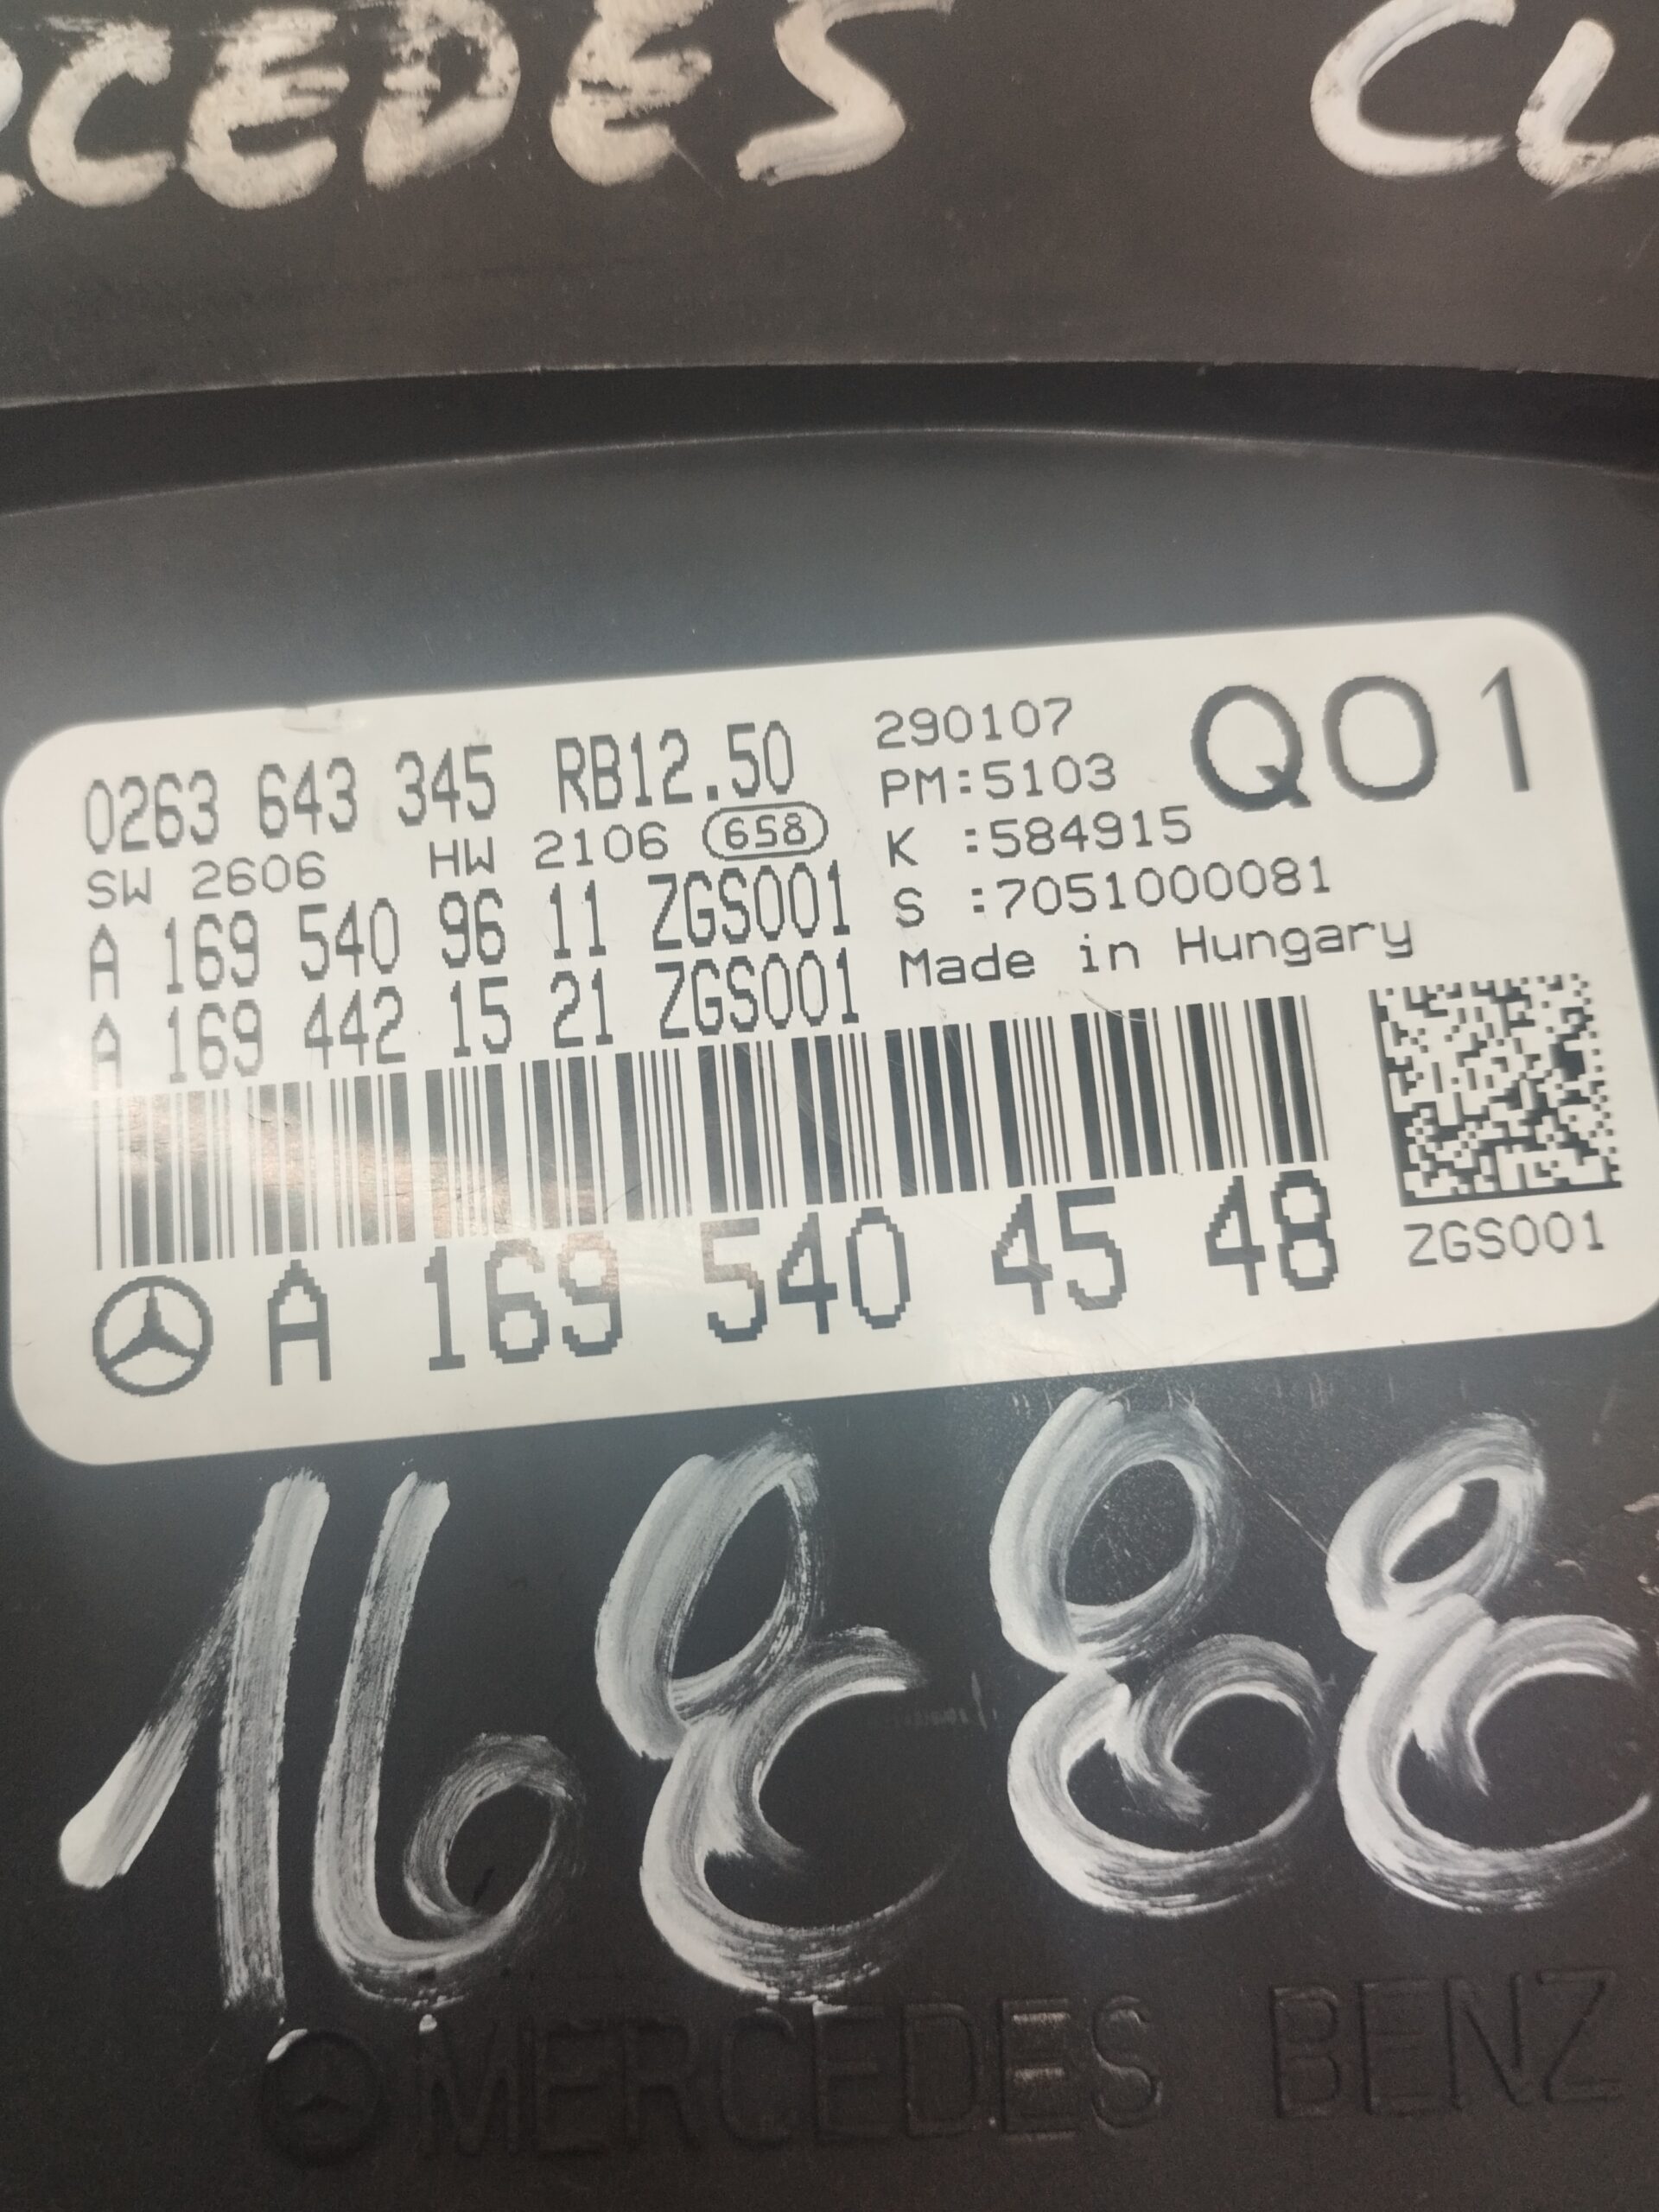 RCEDES CL
0263 643 345 RB12.50
SW 2606 HW 2106 658
A 169 540 96 11 ZGS001
A 169 442 15 21 ZGS001
290107
PM:5103
K :584915
S :7051000081
Made in Hungary
Q01
ZGS001
A 169 540 45 48
16888
MERCEDES BENZ